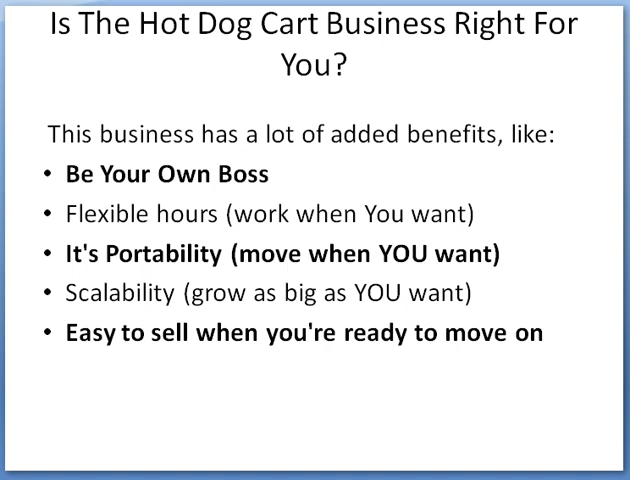 Is The Hot Dog Cart Business Right For
You?
This business has a lot of added benefits, like:
• Be Your Own Boss
• Flexible hours (work when You want)
• It's Portability (move when YOU want)
• Scalability (grow as big as YOU want)
• Easy to sell when you're ready to move on